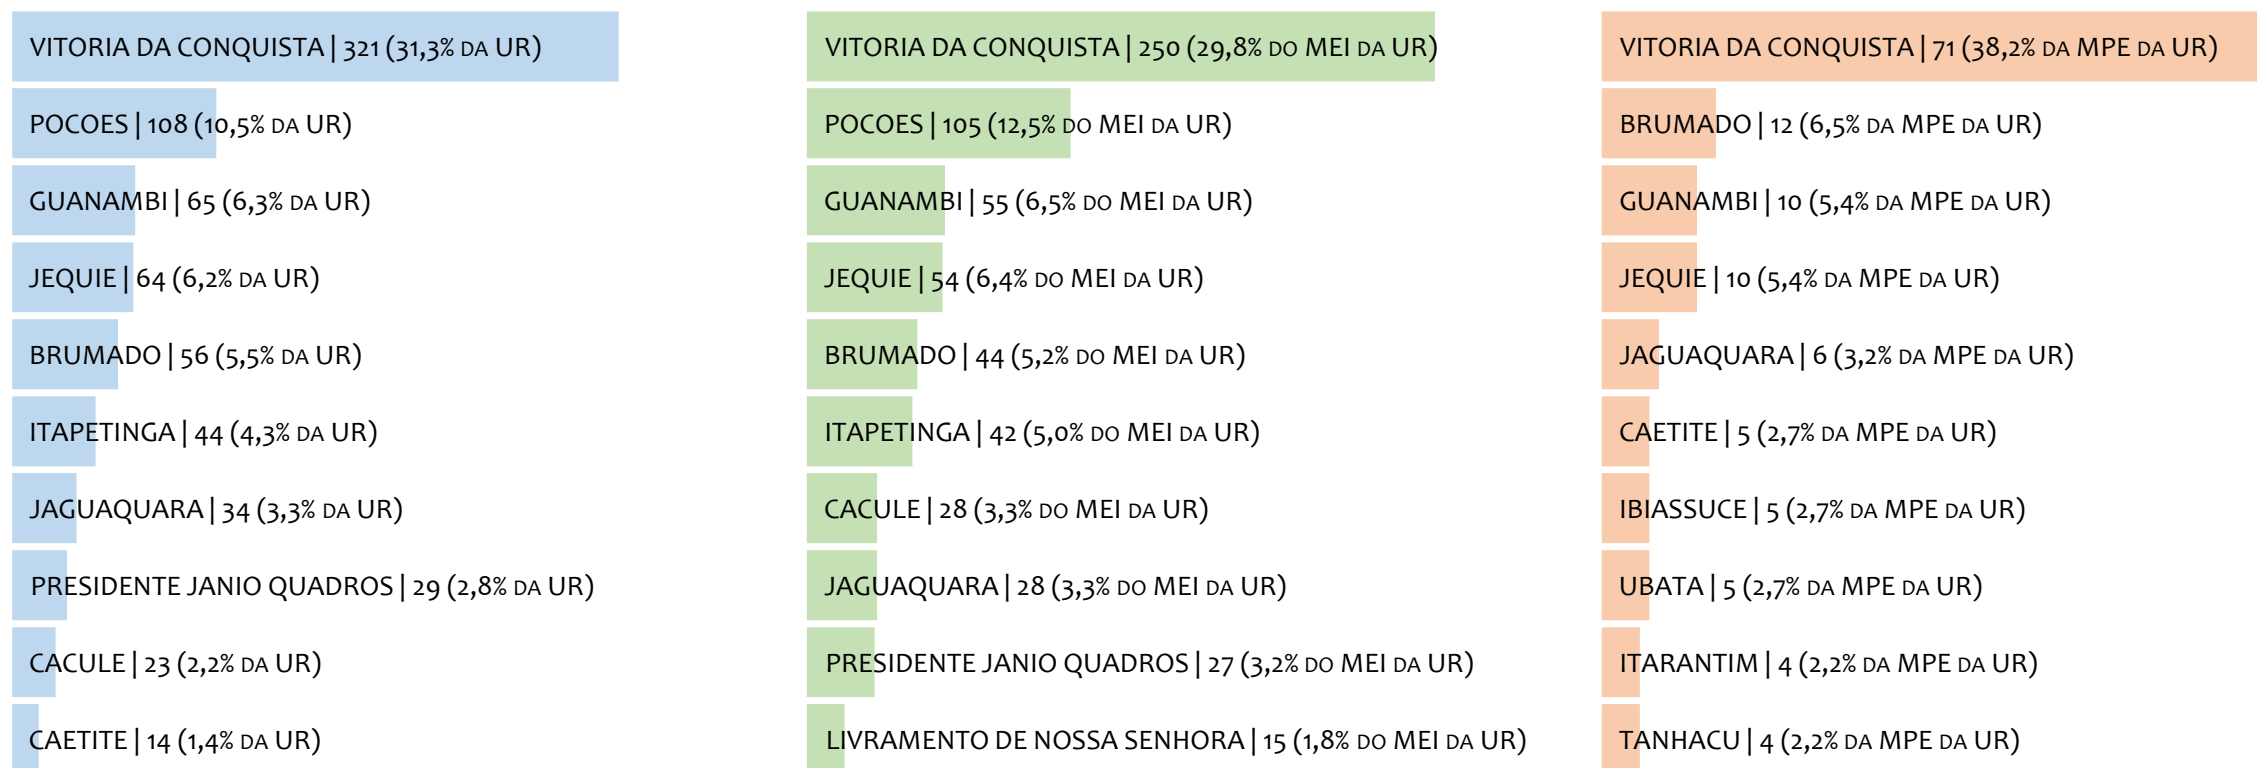 VITORIA DA CONQUISTA | 321 (31,3% DA UR)
POCOES | 108 (10,5% DA UR)
GUANAMBI | 65 (6,3% DA UR)
JEQUIE | 64 (6,2% DA UR)
BRUMADO | 56 (5,5% DA UR)
ITAPETINGA | 44 (4,3% DA UR)
JAGUAQUARA | 34 (3,3% DA UR)
PRESIDENTE JANIO QUADROS | 29 (2,8% DA UR)
CACULE | 23 (2,2% DA UR)
CAETITE | 14 (1,4% DA UR)
VITORIA DA CONQUISTA | 250 (29,8% DO MEI DA UR)
POCOES | 105 (12,5% DO MEI DA UR)
GUANAMBI | 55 (6,5% DO MEI DA UR)
JEQUIE | 54 (6,4% DO MEI DA UR)
BRUMADO | 44 (5,2% DO MEI DA UR)
ITAPETINGA | 42 (5,0% DO MEI DA UR)
CACULE | 28 (3,3% DO MEI DA UR)
JAGUAQUARA | 28 (3,3% DO MEI DA UR)
PRESIDENTE JANIO QUADROS | 27 (3,2% DO MEI DA UR)
LIVRAMENTO DE NOSSA SENHORA | 15 (1,8% DO MEI DA UR)
VITORIA DA CONQUISTA | 71 (38,2% DA MPE DA UR)
BRUMADO | 12 (6,5% DA MPE DA UR)
GUANAMBI | 10 (5,4% DA MPE DA UR)
JEQUIE | 10 (5,4% DA MPE DA UR)
JAGUAQUARA | 6 (3,2% DA MPE DA UR)
CAETITE | 5 (2,7% DA MPE DA UR)
IBIASSUCE | 5 (2,7% DA MPE DA UR)
UBATA | 5 (2,7% DA MPE DA UR)
ITARANTIM | 4 (2,2% DA MPE DA UR)
TANHACU | 4 (2,2% DA MPE DA UR)